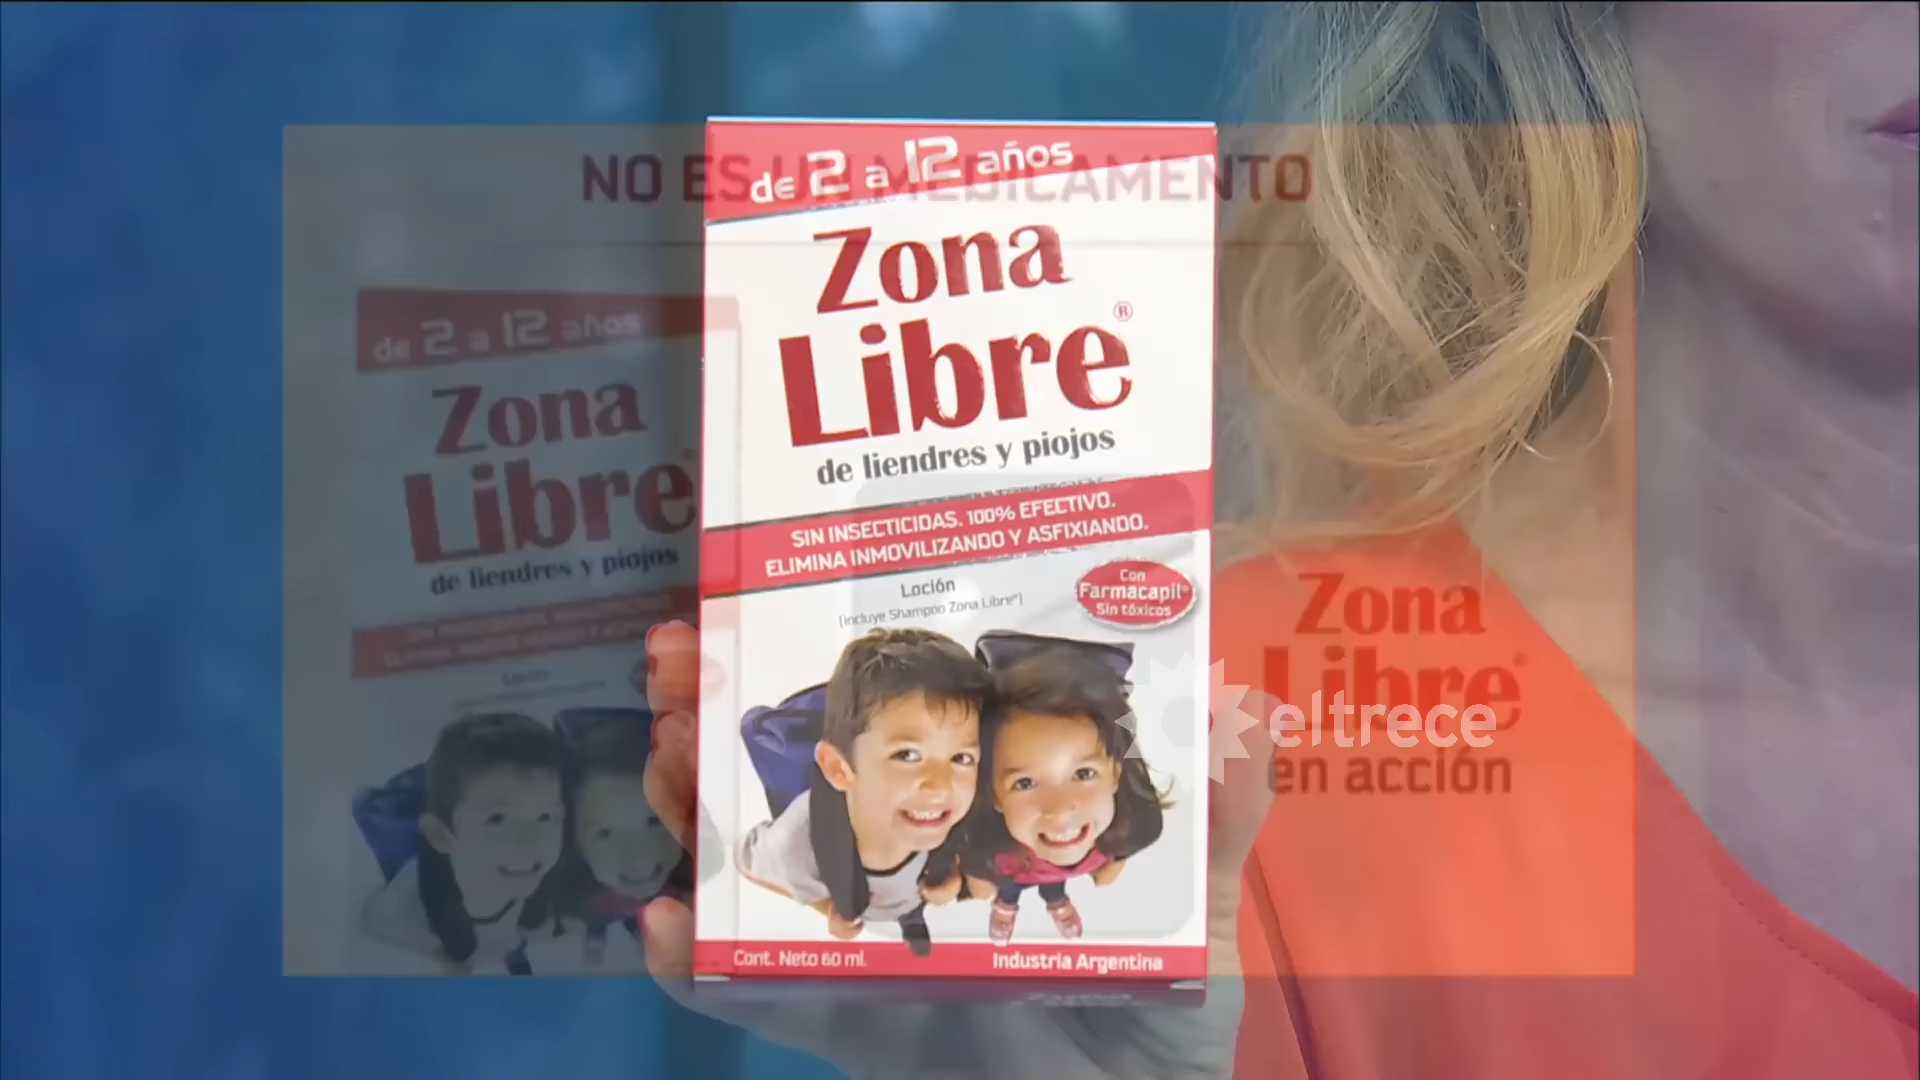 NO ES UN MEDICAMENTO
de 2 a 12 años
Zona
Libre®
de liendres y piojos
SIN INSECTICIDAS. 100% EFECTIVO.
ELIMINA INMOVILIZANDO Y ASFIXIANDO.
Loción
(incluye Shampoo Zona Libre®)
Con
Farmacapil®
Sin tóxicos
Cont. Neto 60 ml.
Industria Argentina
de 2 a 12 años
Zona
Libre
de liendres y piojos
Loción
Zona
Libre
en acción
eltrece